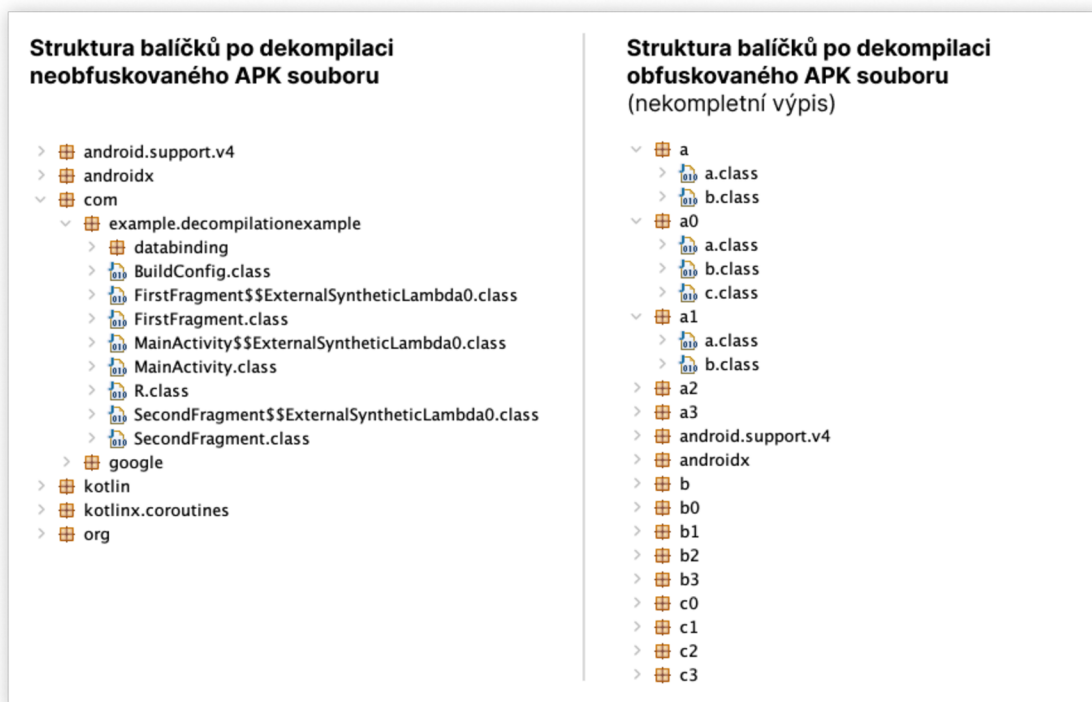 Struktura balíčků po dekompilaci
neobfuskovaného APK souboru
android.support.v4
androidx
com
example.decompilationexample
databinding
BuildConfig.class
FirstFragment$$ExternalSyntheticLambda0.class
FirstFragment.class
MainActivity$$ExternalSyntheticLambda0.class
MainActivity.class
R.class
SecondFragment$$ExternalSyntheticLambda0.class
SecondFragment.class
google
kotlin
kotlinx.coroutines
org
Struktura balíčků po dekompilaci
obfuskovaného APK souboru
(nekompletní výpis)
a
a.class
b.class
a0
a.class
b.class
c.class
a1
a.class
b.class
a2
a3
android.support.v4
androidx
b
b0
b1
b2
b3
c0
c1
c2
c3